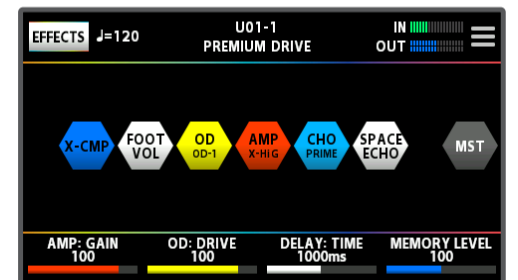 EFFECTS ♩=120
U01-1
PREMIUM DRIVE
IN
OUT
X-CMP
FOOT
VOL
OD
OD-1
AMP
X-HiG
CHO
PRIME
SPACE
ECHO
MST
AMP: GAIN
100
OD: DRIVE
100
DELAY: TIME
1000ms
MEMORY LEVEL
100